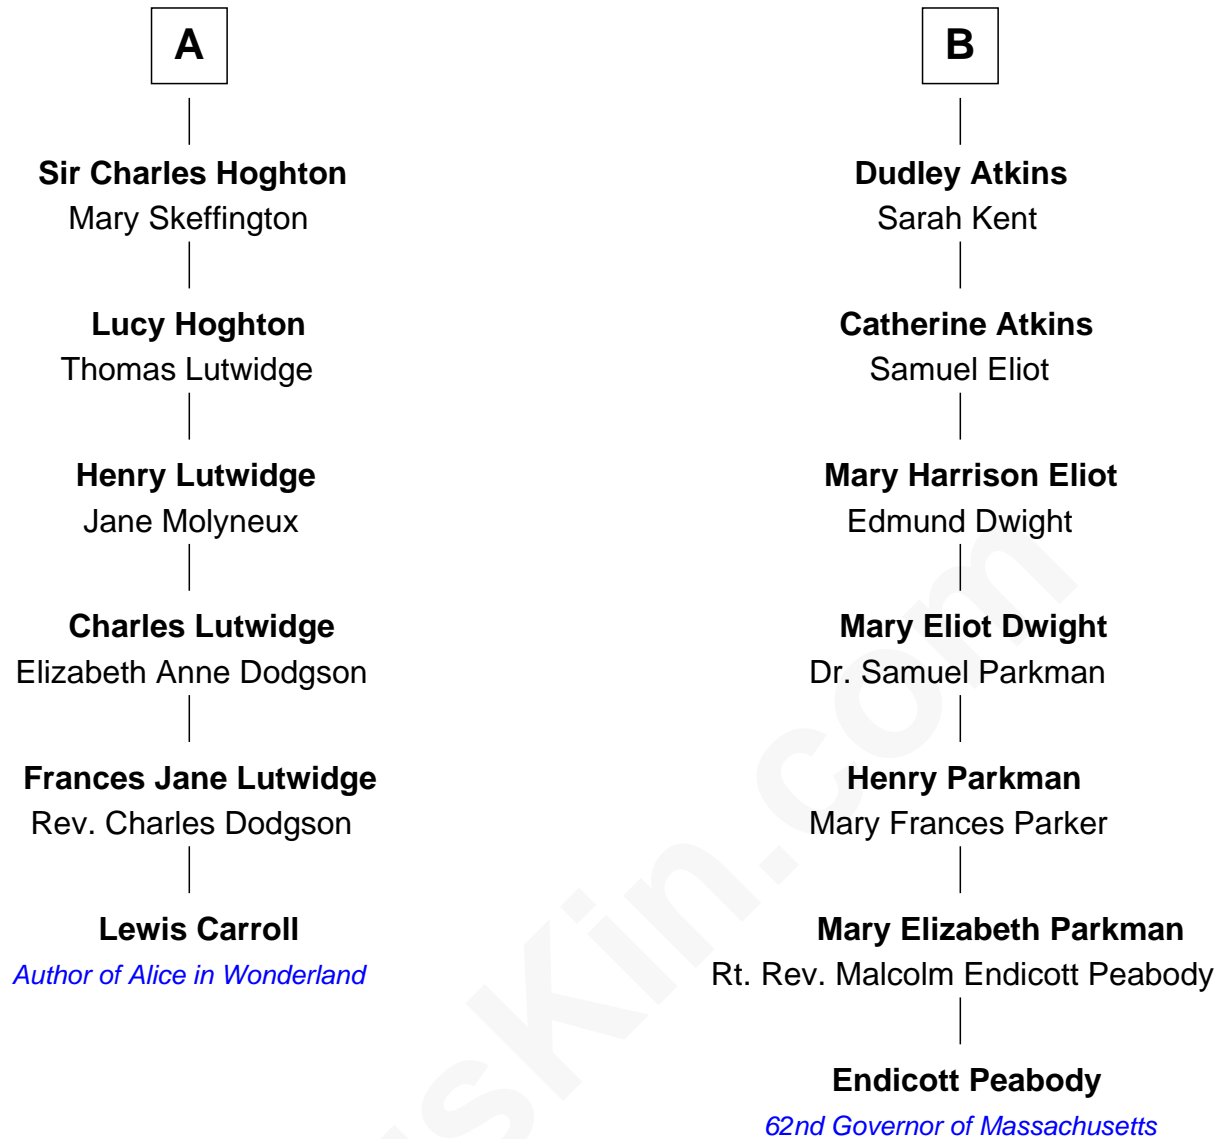 A
Sir Charles Hoghton
Mary Skeffington
Lucy Hoghton
Thomas Lutwidge
Henry Lutwidge
Jane Molyneux
Charles Lutwidge
Elizabeth Anne Dodgson
Frances Jane Lutwidge
Rev. Charles Dodgson
Lewis Carroll
Author of Alice in Wonderland
B
Dudley Atkins
Sarah Kent
Catherine Atkins
Samuel Eliot
Mary Harrison Eliot
Edmund Dwight
Mary Eliot Dwight
Dr. Samuel Parkman
Henry Parkman
Mary Frances Parker
Mary Elizabeth Parkman
Rt. Rev. Malcolm Endicott Peabody
Endicott Peabody
62nd Governor of Massachusetts